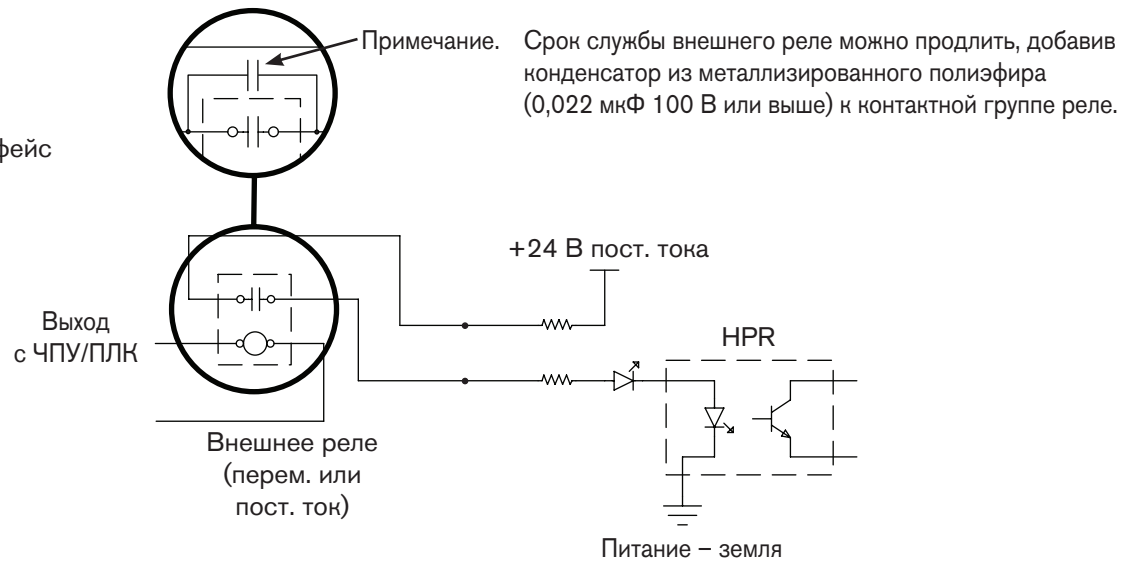 Примечание. Срок службы внешнего реле можно продлить, добавив
конденсатор из металлизированного полиэфира
(0,022 мкФ 100 В или выше) к контактной группе реле.
фейс
+24 В пост. тока
Выход
с ЧПУ/ПЛК
HPR
Внешнее реле
(перем. или
пост. ток)
Питание – земля